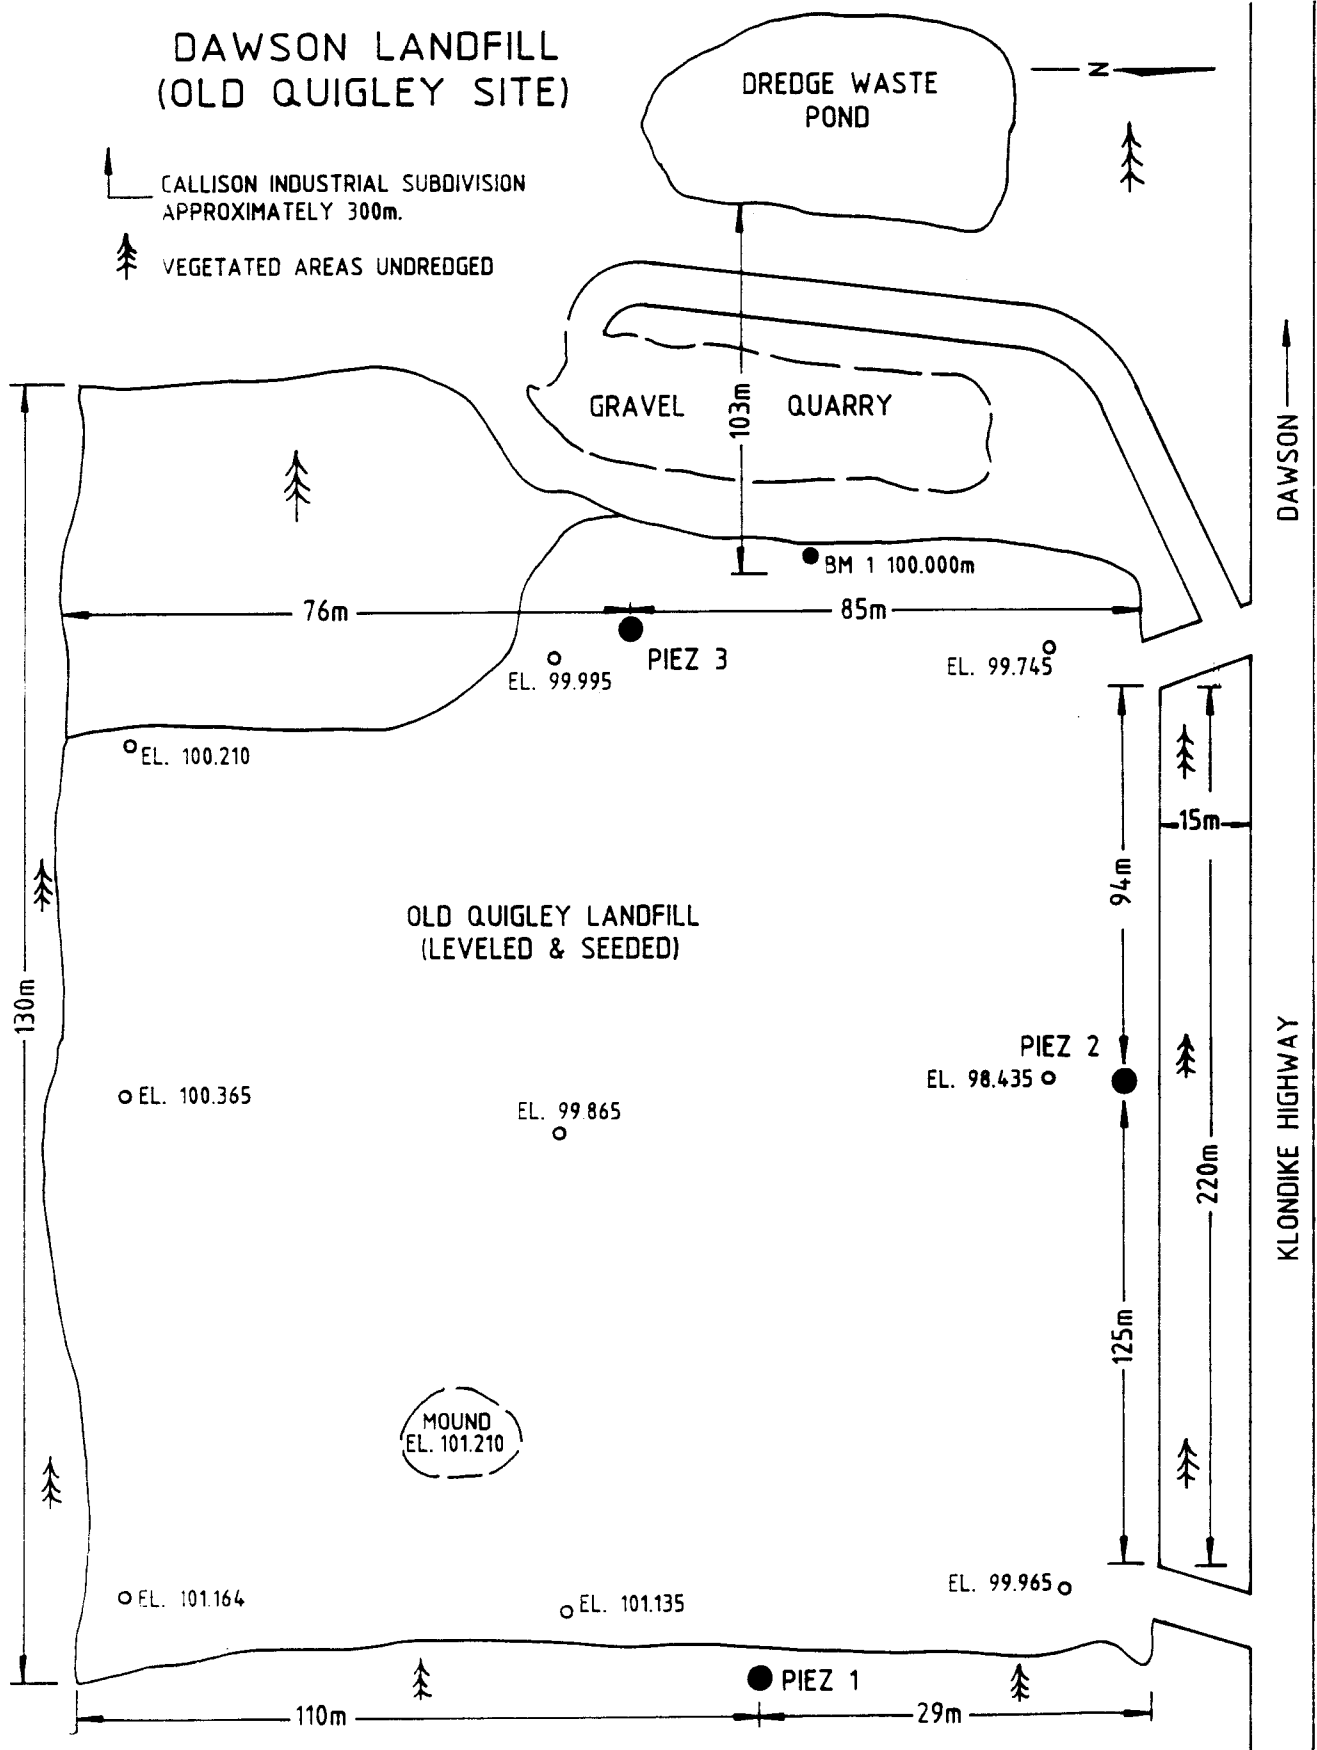 DAWSON LANDFILL
(OLD QUIGLEY SITE)
CALLISON INDUSTRIAL SUBDIVISION
APPROXIMATELY 300m.
VEGETATED AREAS UNDREDGED
DREDGE WASTE
POND
N
GRAVEL QUARRY
103m
DAWSON
BM 1 100.000m
76m
85m
PIEZ 3
EL. 99.995
EL. 99.745
EL. 100.210
15m
94m
OLD QUIGLEY LANDFILL
(LEVELED & SEEDED)
130m
PIEZ 2
EL. 98.435
EL. 100.365
EL. 99.865
220m
KLONDIKE HIGHWAY
125m
MOUND
EL. 101.210
EL. 101.164
EL. 101.135
EL. 99.965
PIEZ 1
110m
29m